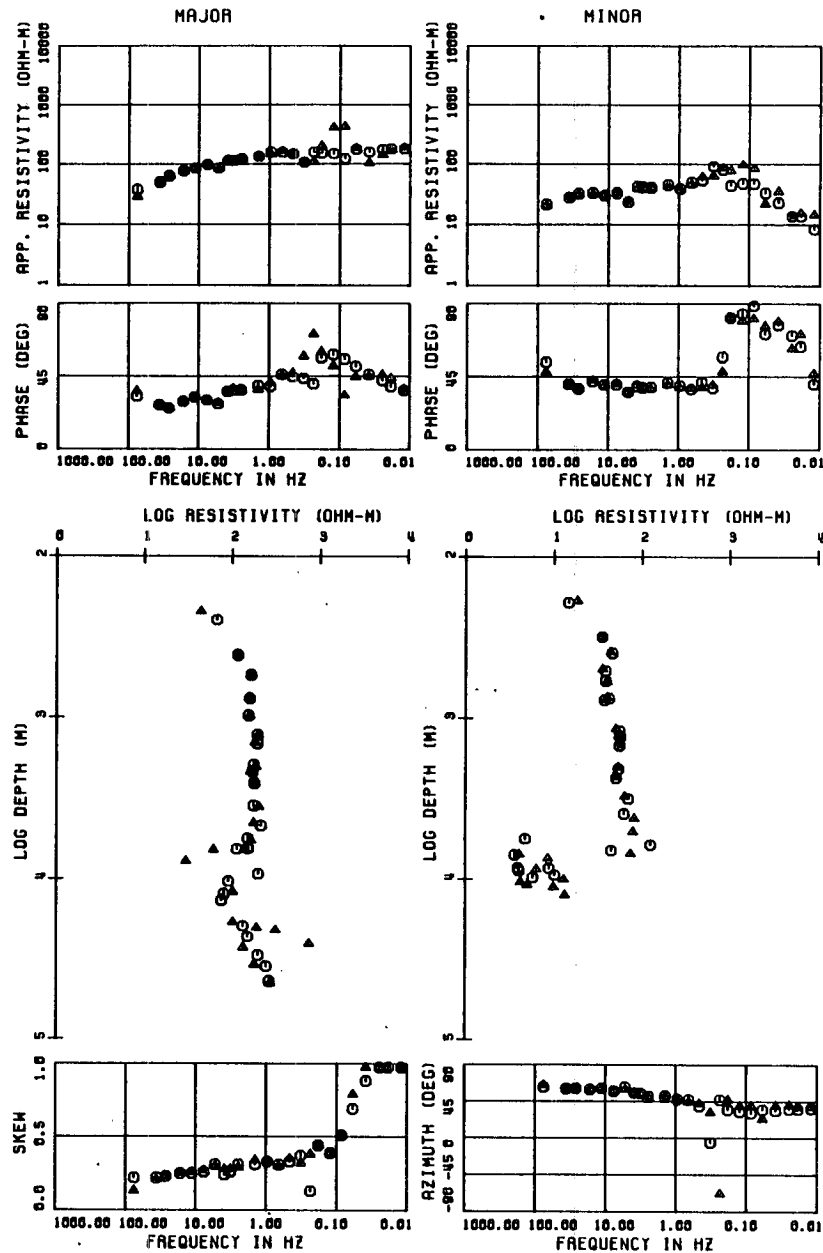 MAJOR
MINOR
APP. RESISTIVITY (OHM-M)
10000
1000
100
10
1
APP. RESISTIVITY (OHM-M)
10000
1000
100
10
1
PHASE (DEG)
90
45
0
PHASE (DEG)
90
45
0
1000.00 100.00 10.00 1.00 0.10 0.01
FREQUENCY IN HZ
1000.00 100.00 10.00 1.00 0.10 0.01
FREQUENCY IN HZ
LOG RESISTIVITY (OHM-M)
0 1 2 3 4
LOG RESISTIVITY (OHM-M)
0 1 2 3 4
LOG DEPTH (M)
2
3
4
5
LOG DEPTH (M)
2
3
4
5
SKEW
1.0
0.5
0.0
AZIMUTH (DEG)
90
45
0
-45
-90
1000.00 100.00 10.00 1.00 0.10 0.01
FREQUENCY IN HZ
1000.00 100.00 10.00 1.00 0.10 0.01
FREQUENCY IN HZ